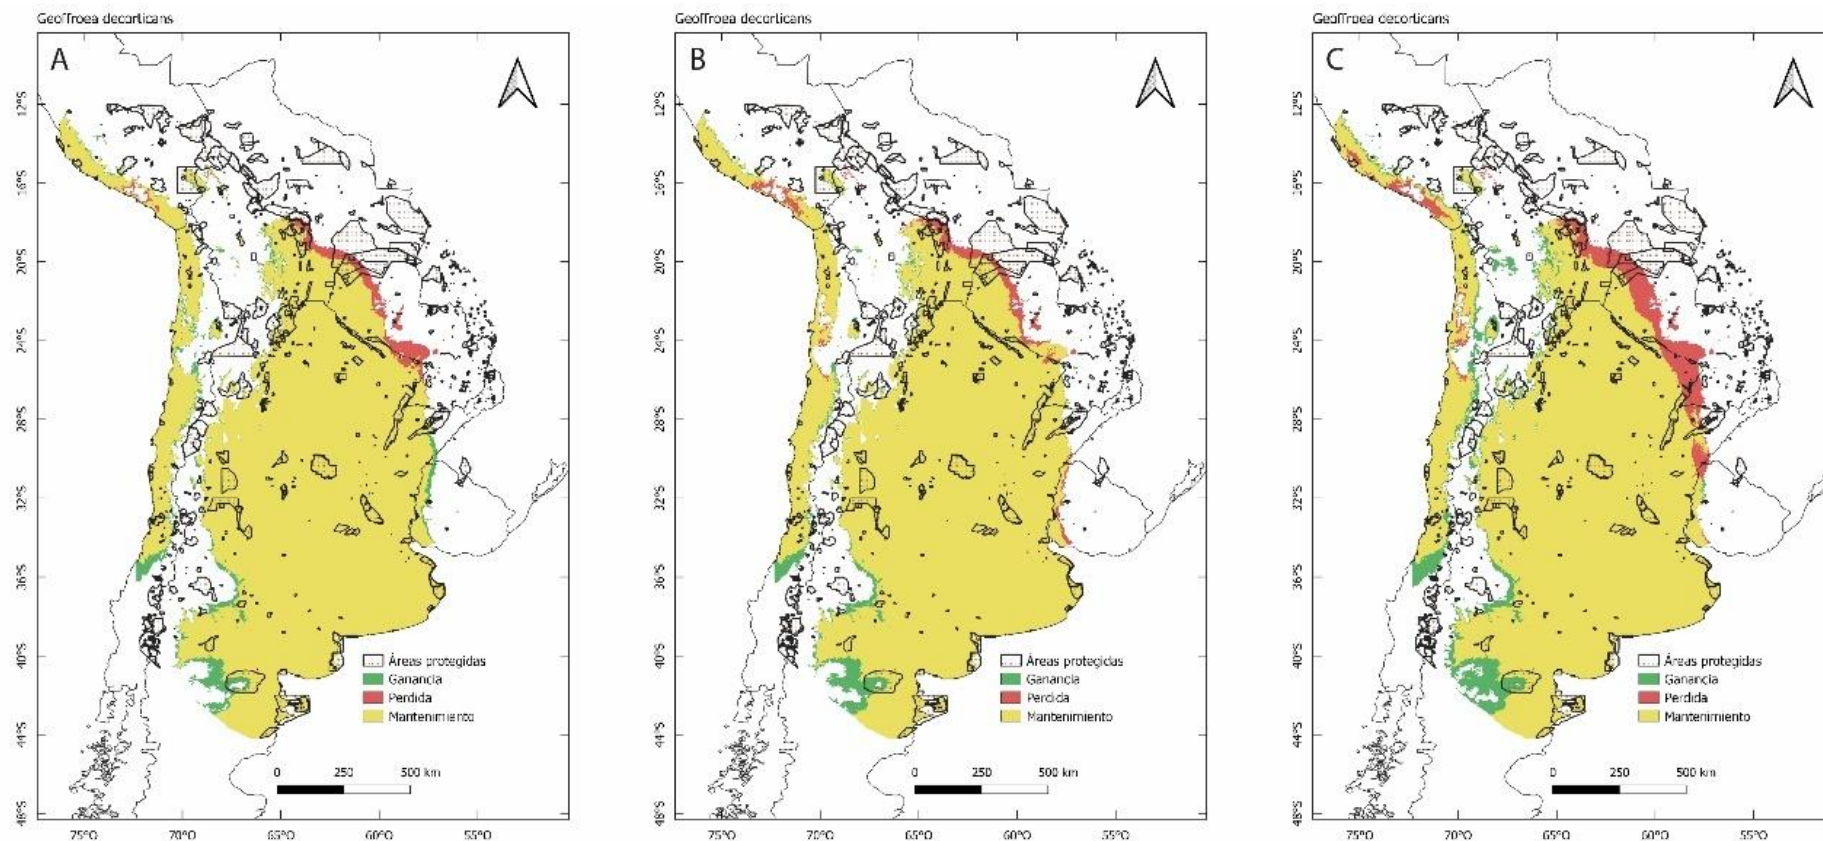 Geoffroea decorticans
A
12°S
16°S
20°S
24°S
28°S
32°S
36°S
40°S
44°S
48°S
Áreas protegidas
Ganancia
Perdida
Mantenimiento
0 250 500 km
75°O 70°O 65°O 60°O 55°O
Geoffroea decorticans
B
12°S
16°S
20°S
24°S
28°S
32°S
36°S
40°S
44°S
48°S
Áreas protegidas
Ganancia
Perdida
Mantenimiento
0 250 500 km
75°O 70°O 65°O 60°O 55°O
Geoffroea decorticans
C
12°S
16°S
20°S
24°S
28°S
32°S
36°S
40°S
44°S
48°S
Áreas protegidas
Ganancia
Perdida
Mantenimiento
0 250 500 km
75°O 70°O 65°O 60°O 55°O